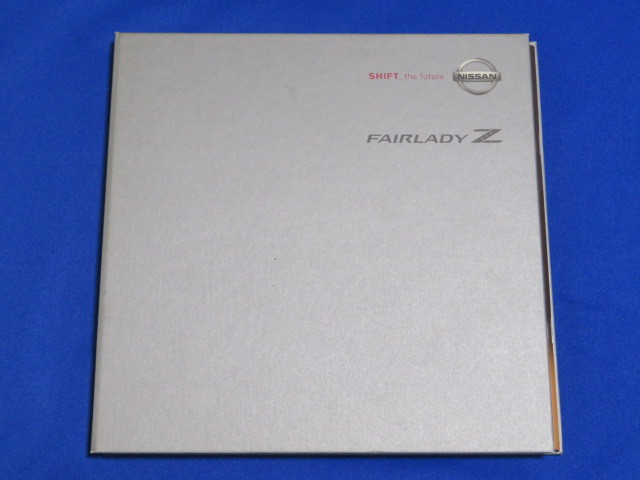 SHIFT_the future NISSAN
FAIRLADY Z